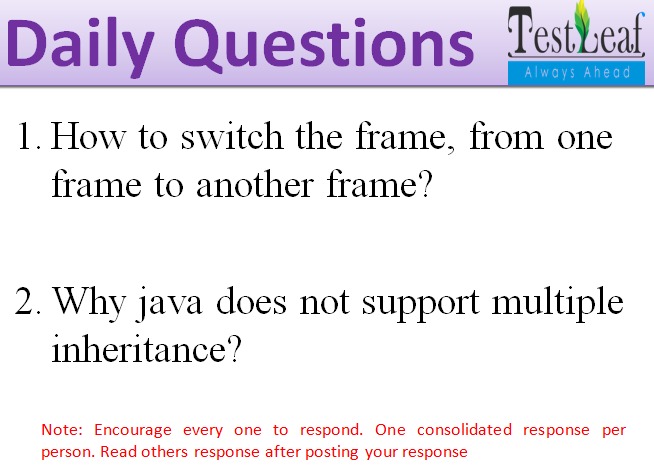 Daily Questions
TestLeaf
Always Ahead
1. How to switch the frame, from one
frame to another frame?
2. Why java does not support multiple
inheritance?
Note: Encourage every one to respond. One consolidated response per
person. Read others response after posting your response